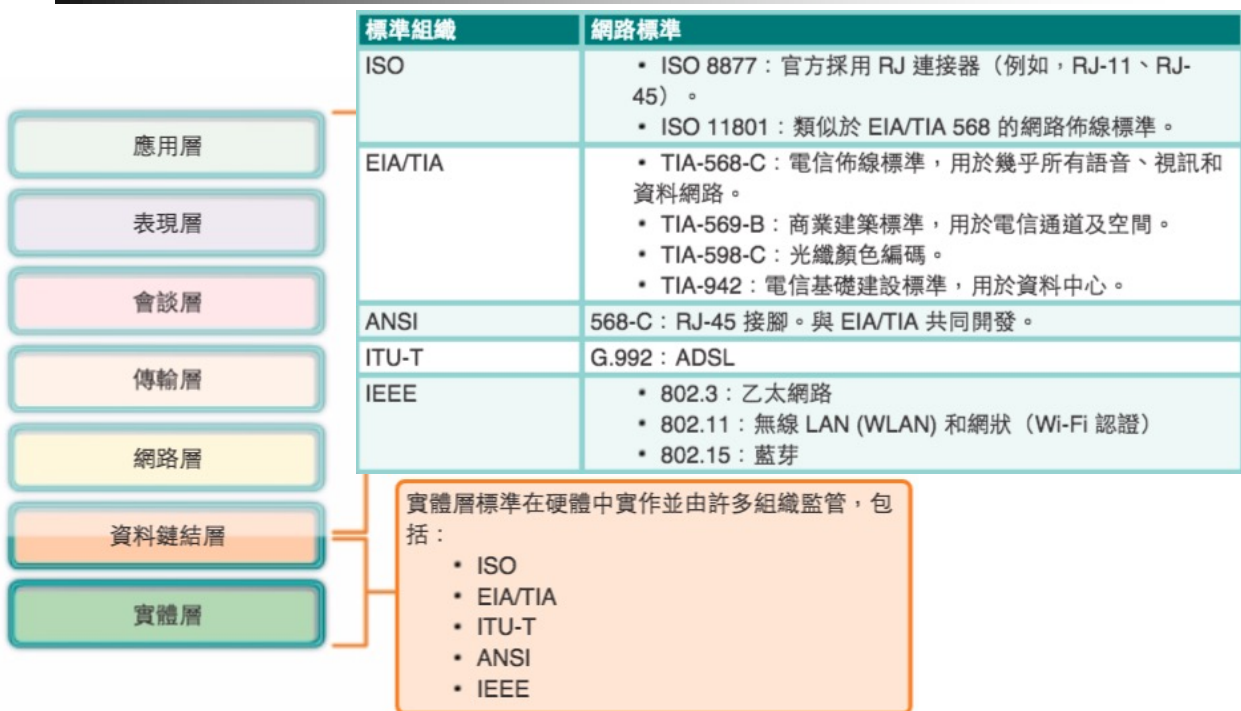 標準組織 網路標準
ISO
• ISO 8877：官方採用 RJ 連接器（例如，RJ-11、RJ-
45）。
• ISO 11801：類似於 EIA/TIA 568 的網路佈線標準。
EIA/TIA
• TIA-568-C：電信佈線標準，用於幾乎所有語音、視訊和
資料網路。
• TIA-569-B：商業建築標準，用於電信通道及空間。
• TIA-598-C：光纖顏色編碼。
• TIA-942：電信基礎建設標準，用於資料中心。
ANSI 568-C：RJ-45 接腳。與 EIA/TIA 共同開發。
ITU-T G.992：ADSL
IEEE
• 802.3：乙太網路
• 802.11：無線 LAN (WLAN) 和網狀（Wi-Fi 認證）
• 802.15：藍芽
應用層
表現層
會談層
傳輸層
網路層
資料鏈結層
實體層
實體層標準在硬體中實作並由許多組織監管，包
括：
• ISO
• EIA/TIA
• ITU-T
• ANSI
• IEEE